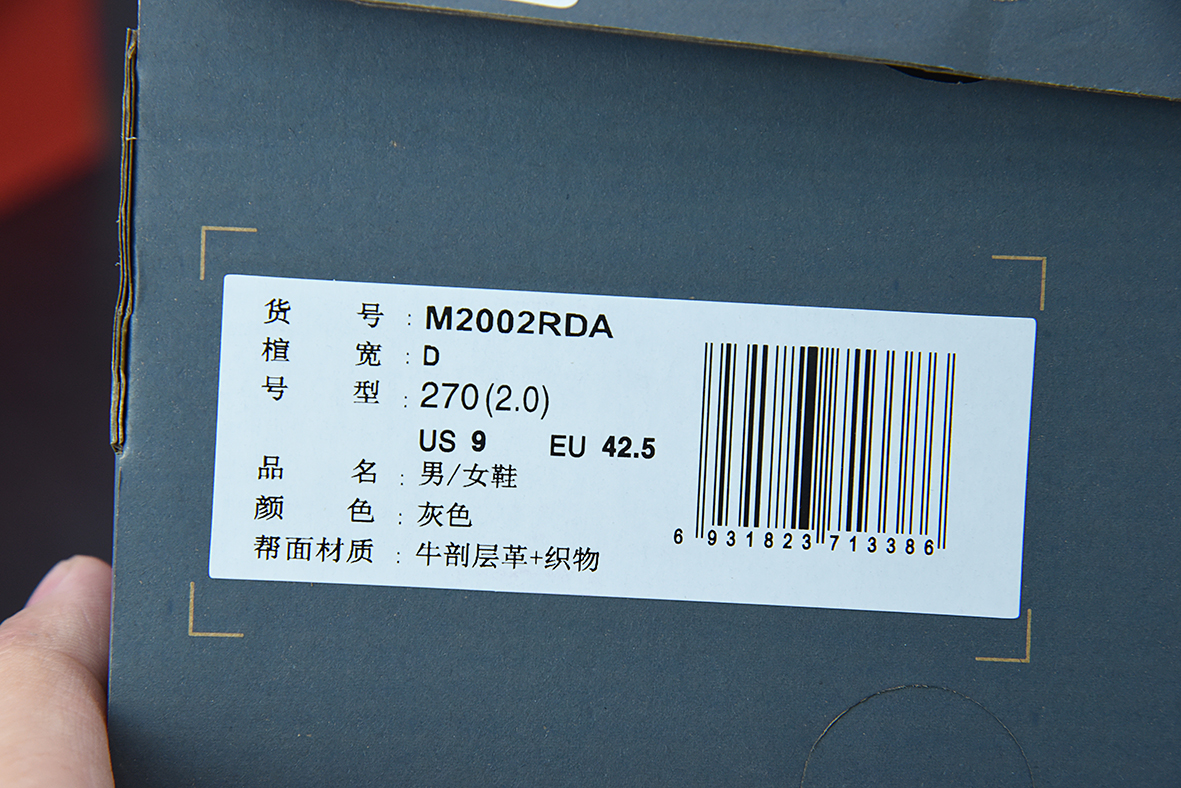 货 号 : M2002RDA
楦 宽 : D
号 型 : 270(2.0)
US 9 EU 42.5
品 名 : 男/女鞋
颜 色 : 灰色
帮面材质 : 牛剖层革+织物
6 931823 713386